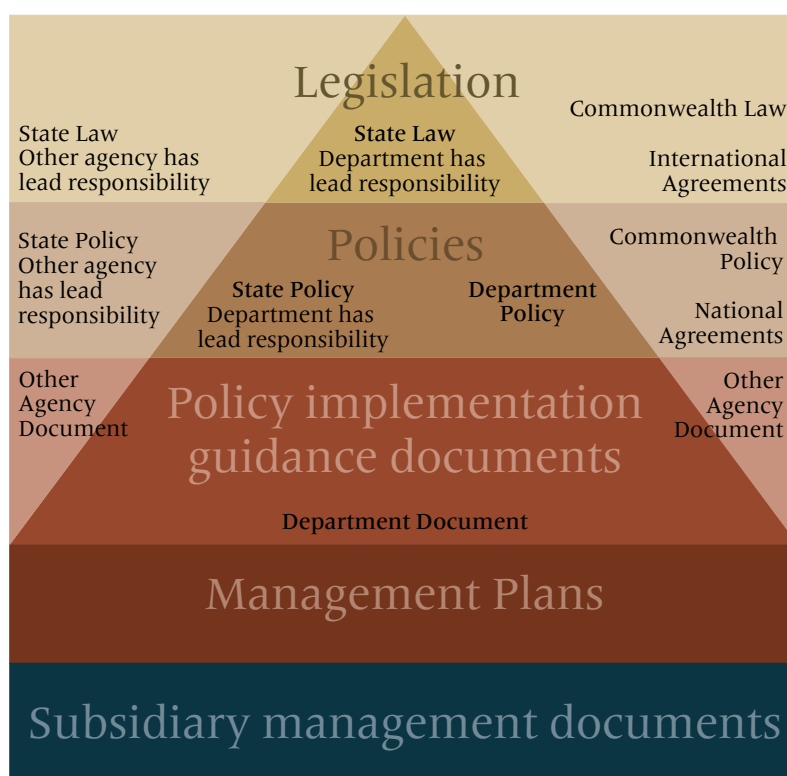 Legislation
State Law
Other agency has
lead responsibility
State Law
Department has
lead responsibility
Commonwealth Law
International
Agreements
Policies
State Policy
Other agency
has lead
responsibility
State Policy
Department has
lead responsibility
Department
Policy
Commonwealth
Policy
National
Agreements
Other
Agency
Document
Policy implementation
guidance documents
Department Document
Other
Agency
Document
Management Plans
Subsidiary management documents